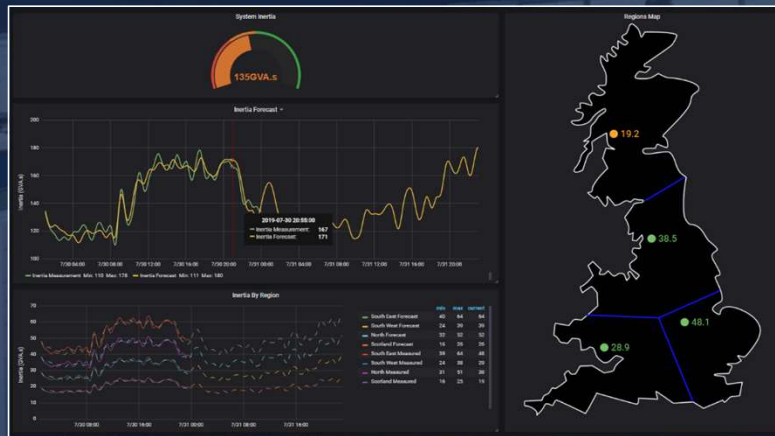 System Inertia
135GVA.s
Inertia Forecast
Inertia (GVA.s)
200
180
160
140
120
100
2019-07-30 20:55:00
Inertia Measurement: 167
Inertia Forecast: 171
7/30 04:00 7/30 08:00 7/30 12:00 7/30 16:00 7/30 20:00 7/31 00:00 7/31 04:00 7/31 08:00 7/31 12:00 7/31 16:00 7/31 20:00
Inertia Measurement Min: 110 Max: 178 Inertia Forecast Min: 111 Max: 180
Inertia By Region
Inertia (GVA.s)
70
60
50
40
30
20
10
0
7/30 08:00 7/30 16:00 7/31 00:00 7/31 08:00 7/31 16:00
min max current
South East Forecast 40 64 64
South West Forecast 24 39 39
North Forecast 32 52 52
Scotland Forecast
South East Measured 39 64 48
South West Measured 24 38 29
North Measured 31 51 38
Scotland Measured 16 25 19
Regions Map
19.2
38.5
48.1
28.9